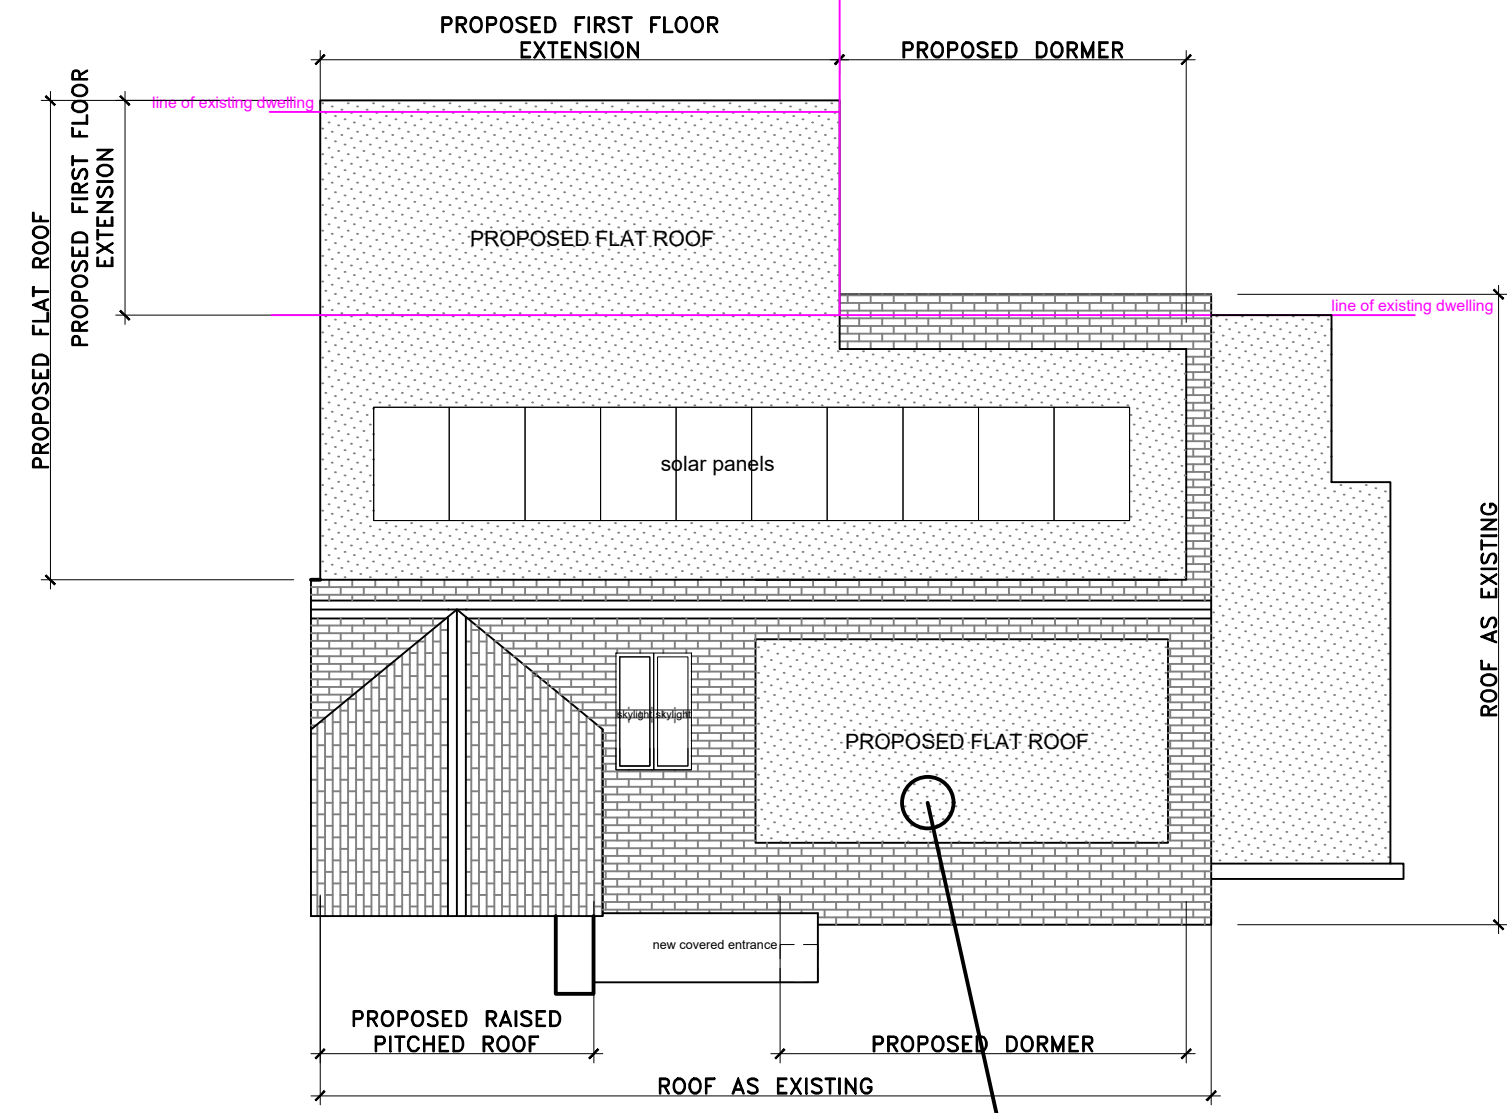 PROPOSED FIRST FLOOR
EXTENSION
PROPOSED DORMER
line of existing dwelling
PROPOSED FLAT ROOF
PROPOSED FIRST FLOOR
EXTENSION
PROPOSED FLAT ROOF
line of existing dwelling
solar panels
ROOF AS EXISTING
skylight
skylight
PROPOSED FLAT ROOF
new covered entrance
PROPOSED RAISED
PITCHED ROOF
PROPOSED DORMER
ROOF AS EXISTING